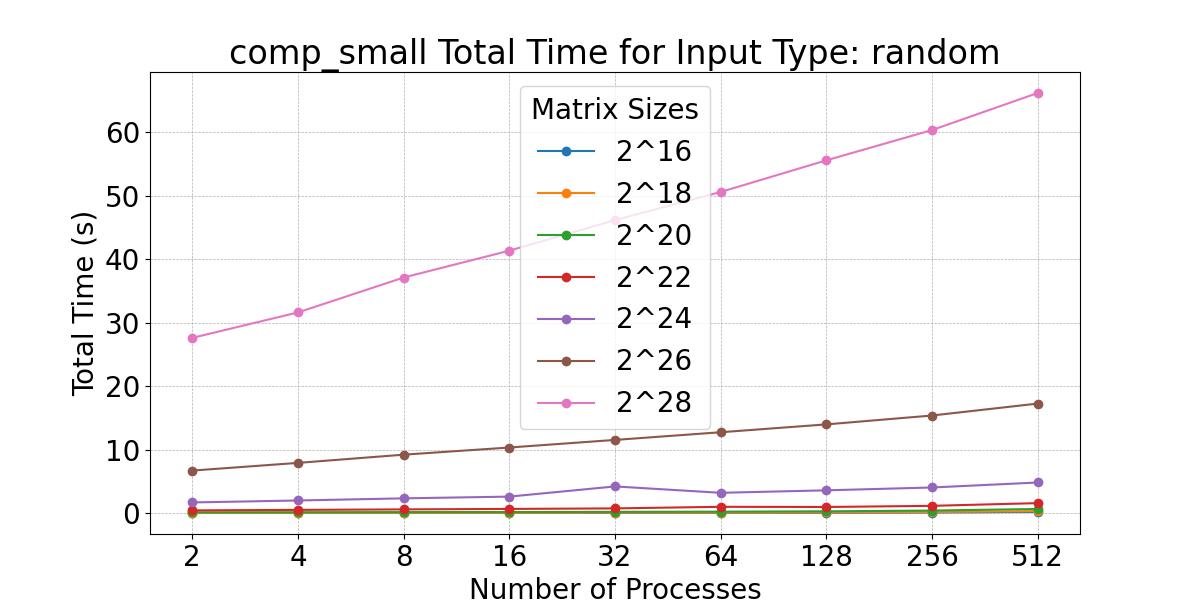 comp_small Total Time for Input Type: random
Total Time (s)
60
50
40
30
20
10
0
Matrix Sizes
2^16
2^18
2^20
2^22
2^24
2^26
2^28
2 4 8 16 32 64 128 256 512
Number of Processes